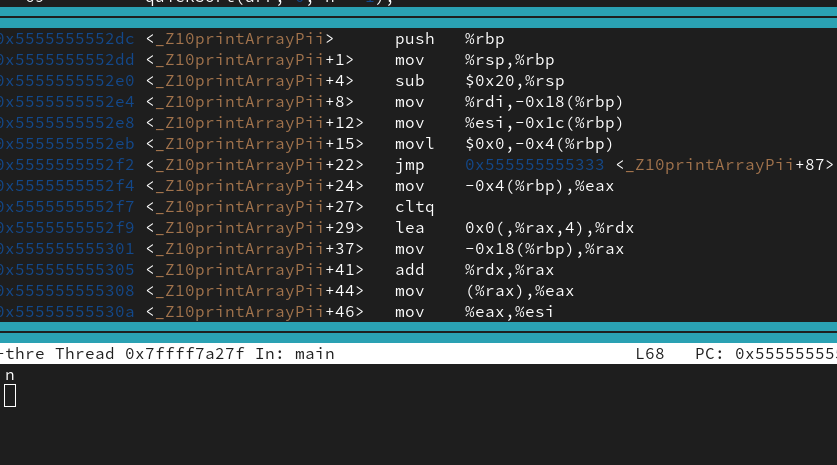 0x5555555552dc <_Z10printArrayPii> push %rbp
0x5555555552dd <_Z10printArrayPii+1> mov %rsp,%rbp
0x5555555552e0 <_Z10printArrayPii+4> sub $0x20,%rsp
0x5555555552e4 <_Z10printArrayPii+8> mov %rdi,-0x18(%rbp)
0x5555555552e8 <_Z10printArrayPii+12> mov %esi,-0x1c(%rbp)
0x5555555552eb <_Z10printArrayPii+15> movl $0x0,-0x4(%rbp)
0x5555555552f2 <_Z10printArrayPii+22> jmp 0x555555555333 <_Z10printArrayPii+87>
0x5555555552f4 <_Z10printArrayPii+24> mov -0x4(%rbp),%eax
0x5555555552f7 <_Z10printArrayPii+27> cltq
0x5555555552f9 <_Z10printArrayPii+29> lea 0x0(,%rax,4),%rdx
0x555555555301 <_Z10printArrayPii+37> mov -0x18(%rbp),%rax
0x555555555305 <_Z10printArrayPii+41> add %rdx,%rax
0x555555555308 <_Z10printArrayPii+44> mov (%rax),%eax
0x55555555530a <_Z10printArrayPii+46> mov %eax,%esi
-thre Thread 0x7ffff7a27f In: main L68 PC: 0x55555555
n